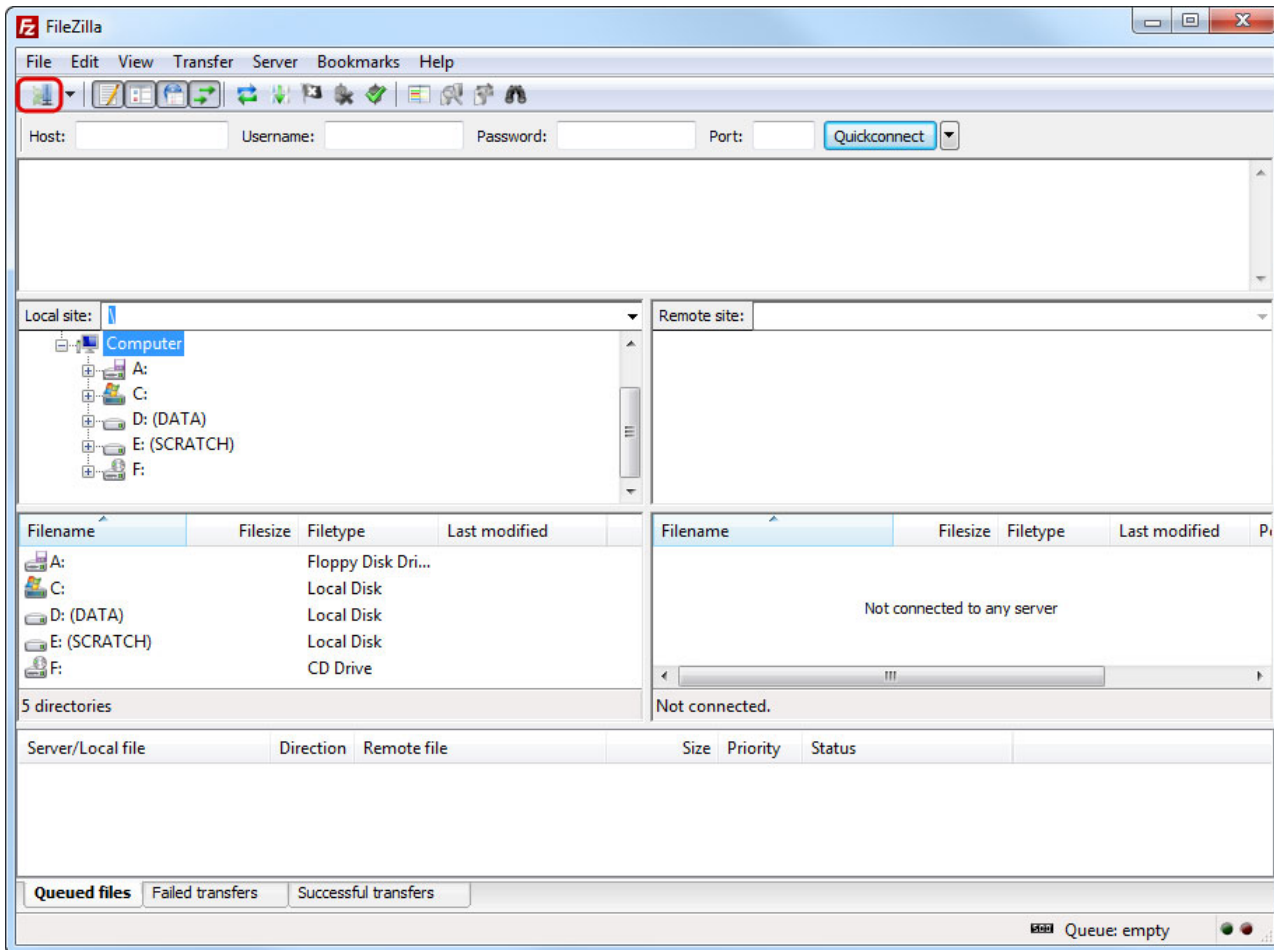 FileZilla
File Edit View Transfer Server Bookmarks Help
Host: Username: Password: Port: Quickconnect
Local site: \
Remote site:
Computer
A:
C:
D: (DATA)
E: (SCRATCH)
F:
Filename Filesize Filetype Last modified
A: Floppy Disk Dri...
C: Local Disk
D: (DATA) Local Disk
E: (SCRATCH) Local Disk
F: CD Drive
5 directories
Filename Filesize Filetype Last modified
Not connected to any server
Not connected.
Server/Local file Direction Remote file Size Priority Status
Queued files Failed transfers Successful transfers
Queue: empty